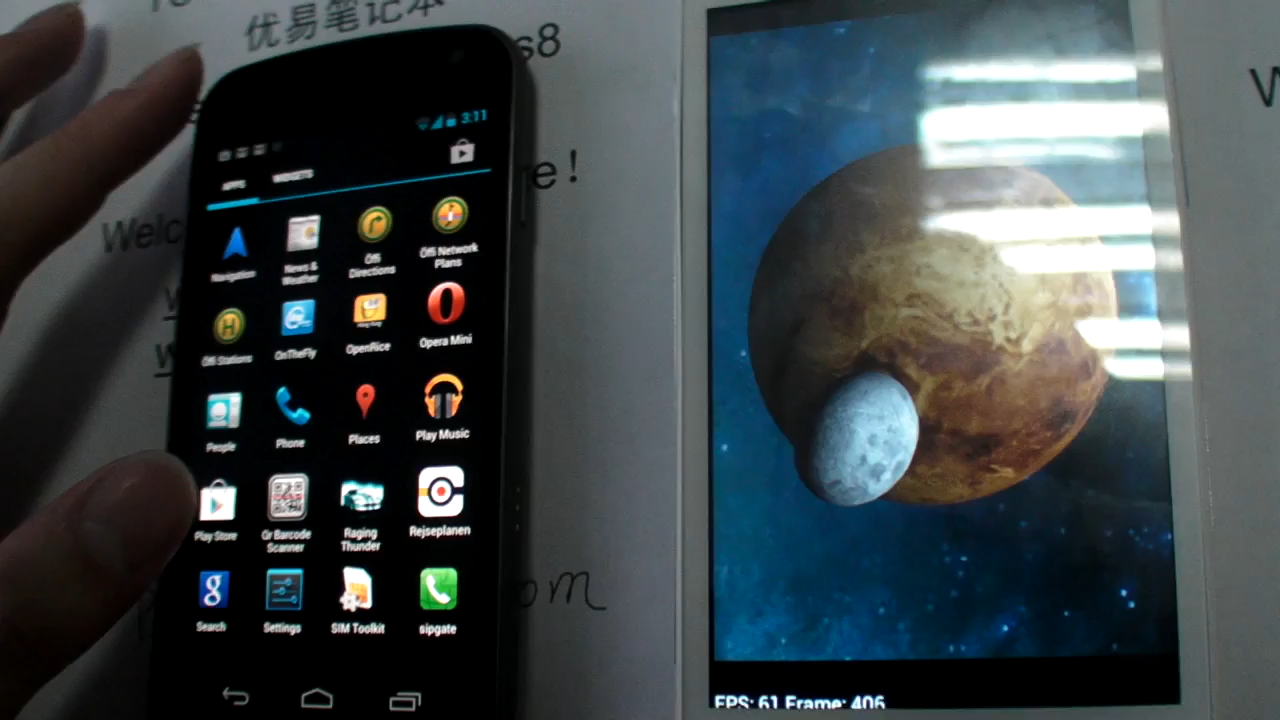 优易笔记本
s8
e!
Welc
3:11
APPS WIDGETS
Navigation
News & Weather
Öffi Directions
Öffi Network Plans
Öffi Stations
OnTheFly
OpenRice
Opera Mini
People
Phone
Places
Play Music
Play Store
Qr Barcode Scanner
Raging Thunder
Rejseplanen
Search
Settings
SIM Toolkit
sipgate
om
W
FPS: 61 Frame: 406